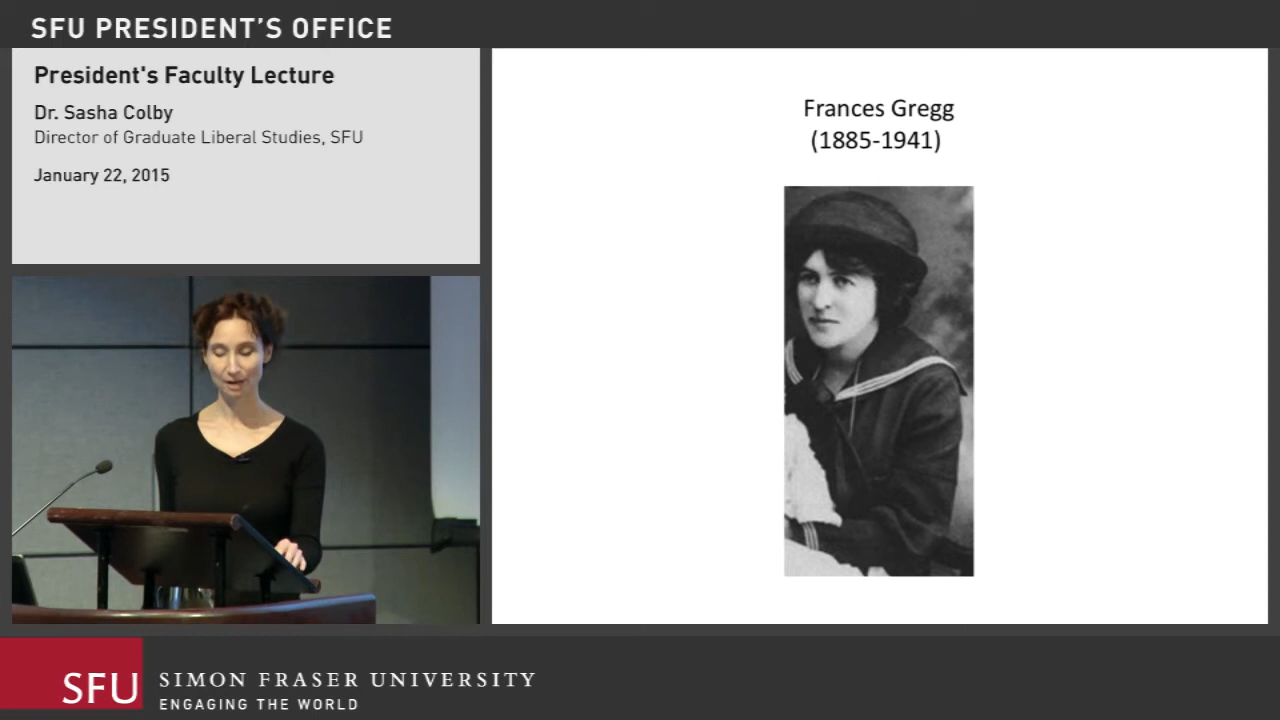 SFU PRESIDENT'S OFFICE
President's Faculty Lecture
Dr. Sasha Colby
Director of Graduate Liberal Studies, SFU
January 22, 2015
Frances Gregg
(1885-1941)
SFU
SIMON FRASER UNIVERSITY
ENGAGING THE WORLD